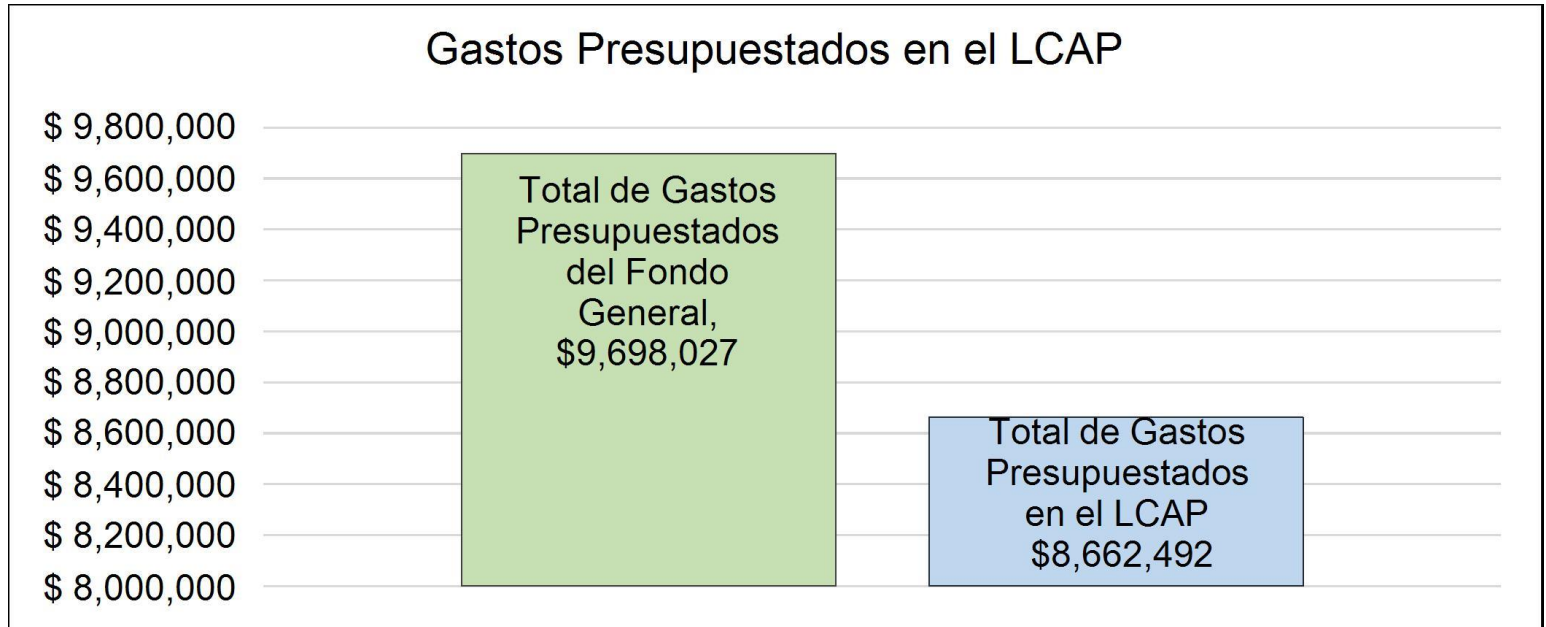 Gastos Presupuestados en el LCAP
$ 9,800,000
$ 9,600,000
$ 9,400,000
$ 9,200,000
$ 9,000,000
$ 8,800,000
$ 8,600,000
$ 8,400,000
$ 8,200,000
$ 8,000,000
Total de Gastos
Presupuestados
del Fondo
General,
$9,698,027
Total de Gastos
Presupuestados
en el LCAP
$8,662,492